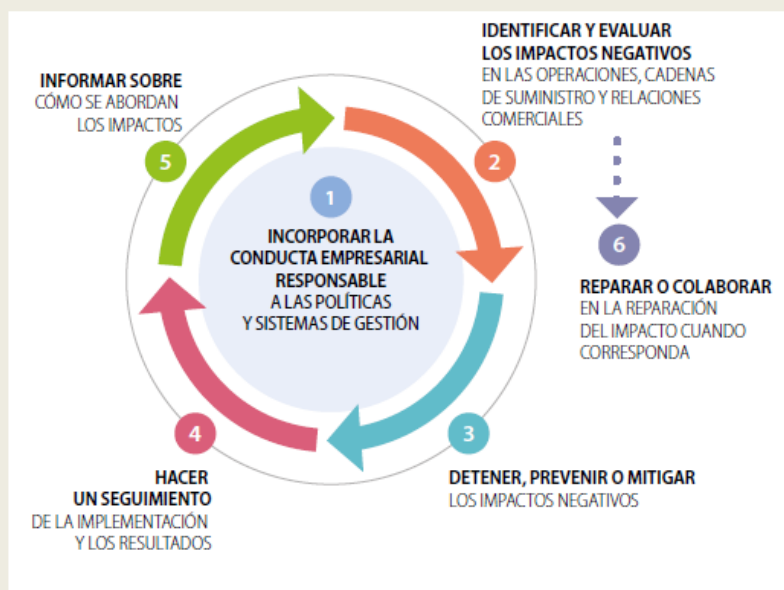 1
INCORPORAR LA
CONDUCTA EMPRESARIAL
RESPONSABLE
A LAS POLÍTICAS
Y SISTEMAS DE GESTIÓN
2
IDENTIFICAR Y EVALUAR
LOS IMPACTOS NEGATIVOS
EN LAS OPERACIONES, CADENAS
DE SUMINISTRO Y RELACIONES
COMERCIALES
3
DETENER, PREVENIR O MITIGAR
LOS IMPACTOS NEGATIVOS
4
HACER
UN SEGUIMIENTO
DE LA IMPLEMENTACIÓN
Y LOS RESULTADOS
5
INFORMAR SOBRE
CÓMO SE ABORDAN
LOS IMPACTOS
6
REPARAR O COLABORAR
EN LA REPARACIÓN
DEL IMPACTO CUANDO
CORRESPONDA